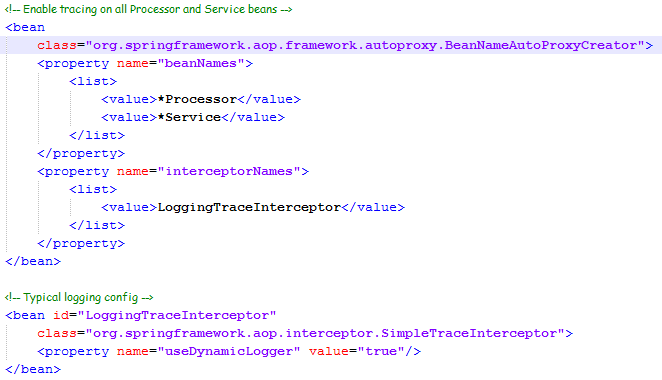 <!-- Enable tracing on all Processor and Service beans -->
<bean
    class="org.springframework.aop.framework.autoproxy.BeanNameAutoProxyCreator">
    <property name="beanNames">
        <list>
            <value>*Processor</value>
            <value>*Service</value>
        </list>
    </property>
    <property name="interceptorNames">
        <list>
            <value>LoggingTraceInterceptor</value>
        </list>
    </property>
</bean>

<!-- Typical logging config -->
<bean id="LoggingTraceInterceptor"
    class="org.springframework.aop.interceptor.SimpleTraceInterceptor">
    <property name="useDynamicLogger" value="true"/>
</bean>